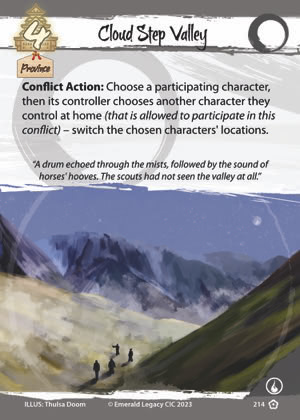 4
Cloud Step Valley
Province
Conflict Action: Choose a participating character,
then its controller chooses another character they
control at home (that is allowed to participate in this
conflict) – switch the chosen characters' locations.
"A drum echoed through the mists, followed by the sound of
horses' hooves. The scouts had not seen the valley at all."
ILLUS: Thulsa Doom © Emerald Legacy CIC 2023 214